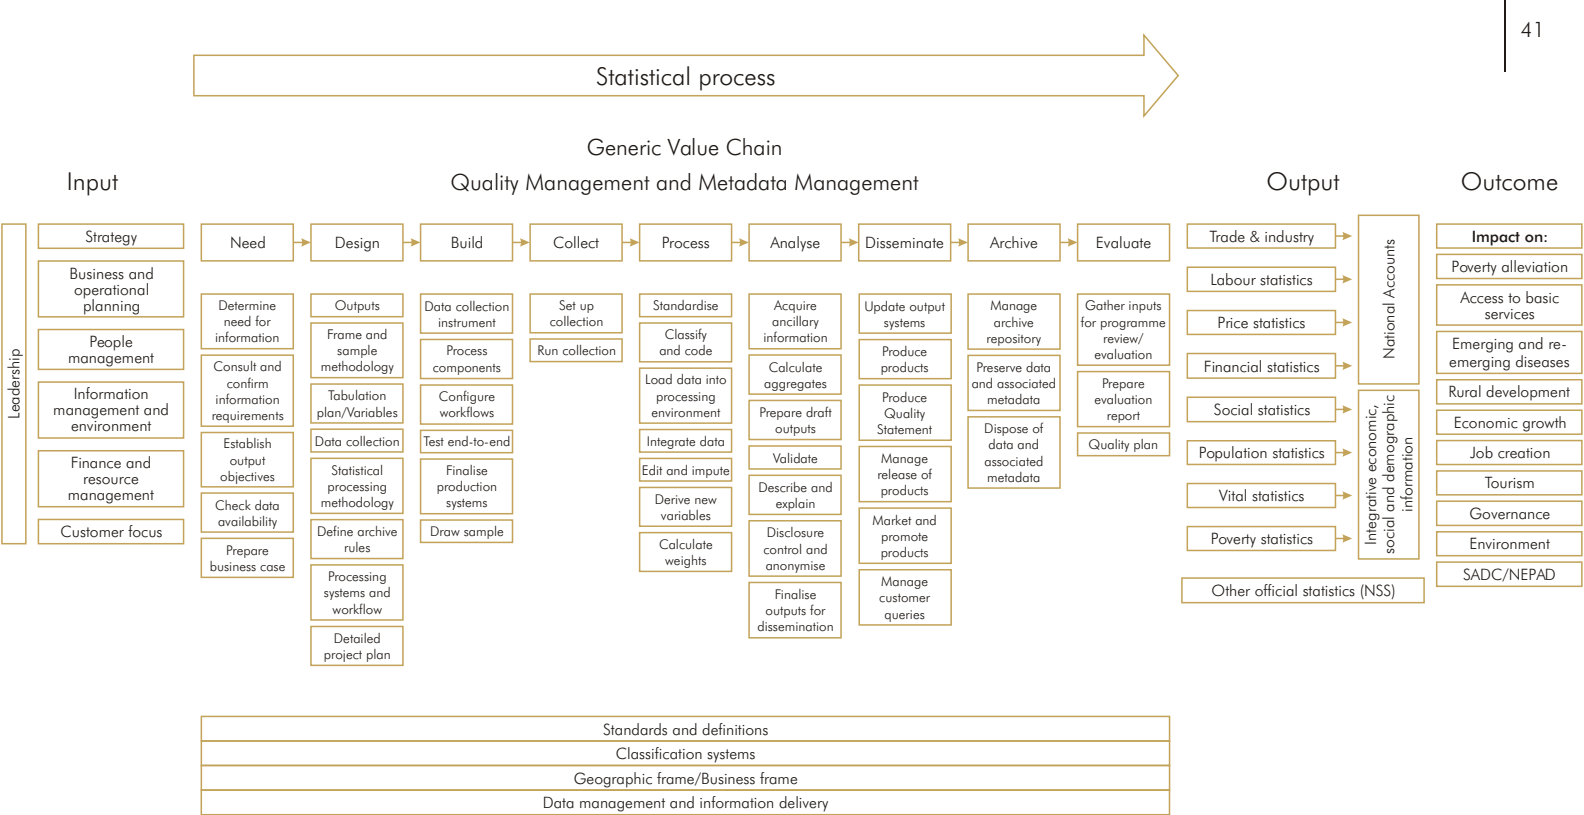 41
Statistical process
Generic Value Chain
Quality Management and Metadata Management
Input
Output
Outcome
Leadership
Strategy
Business and
operational
planning
People
management
Information
management and
environment
Finance and
resource
management
Customer focus
Need
Determine
need for
information
Consult and
confirm
information
requirements
Establish
output
objectives
Check data
availability
Prepare
business case
Design
Outputs
Frame and
sample
methodology
Tabulation
plan/Variables
Data collection
Statistical
processing
methodology
Define archive
rules
Processing
systems and
workflow
Detailed
project plan
Build
Data collection
instrument
Process
components
Configure
workflows
Test end-to-end
Finalise
production
systems
Draw sample
Collect
Set up
collection
Run collection
Process
Standardise
Classify
and code
Load data into
processing
environment
Integrate data
Edit and impute
Derive new
variables
Calculate
weights
Analyse
Acquire
ancillary
information
Calculate
aggregates
Prepare draft
outputs
Validate
Describe and
explain
Disclosure
control and
anonymise
Finalise
outputs for
dissemination
Disseminate
Update output
systems
Produce
products
Produce
Quality
Statement
Manage
release of
products
Market and
promote
products
Manage
customer
queries
Archive
Manage
archive
repository
Preserve data
and associated
metadata
Dispose of
data and
associated
metadata
Evaluate
Gather inputs
for programme
review/
evaluation
Prepare
evaluation
report
Quality plan
Trade & industry
Labour statistics
Price statistics
Financial statistics
Social statistics
Population statistics
Vital statistics
Poverty statistics
Other official statistics (NSS)
National Accounts
Integrative economic,
social and demographic
information
Impact on:
Poverty alleviation
Access to basic
services
Emerging and re-
emerging diseases
Rural development
Economic growth
Job creation
Tourism
Governance
Environment
SADC/NEPAD
Standards and definitions
Classification systems
Geographic frame/Business frame
Data management and information delivery